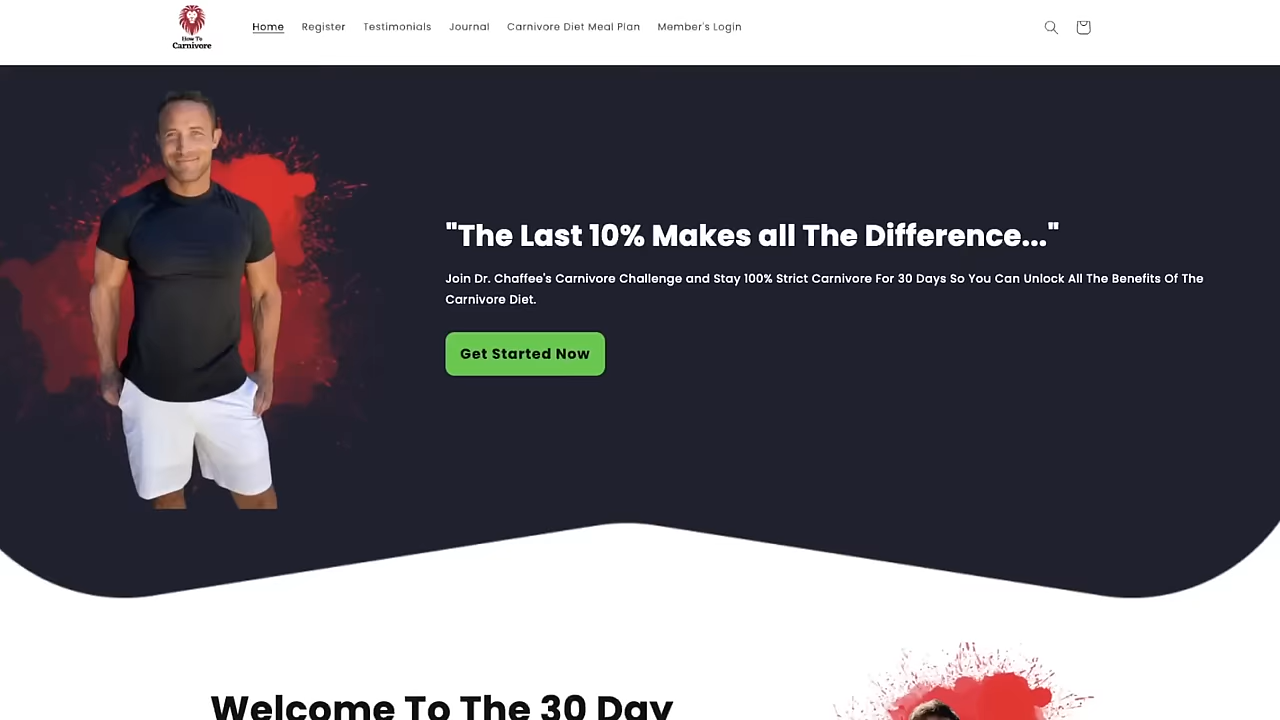 How To
Carnivore
Home Register Testimonials Journal Carnivore Diet Meal Plan Member's Login
"The Last 10% Makes all The Difference..."
Join Dr. Chaffee's Carnivore Challenge and Stay 100% Strict Carnivore For 30 Days So You Can Unlock All The Benefits Of The
Carnivore Diet.
Get Started Now
Welcome To The 30 Day